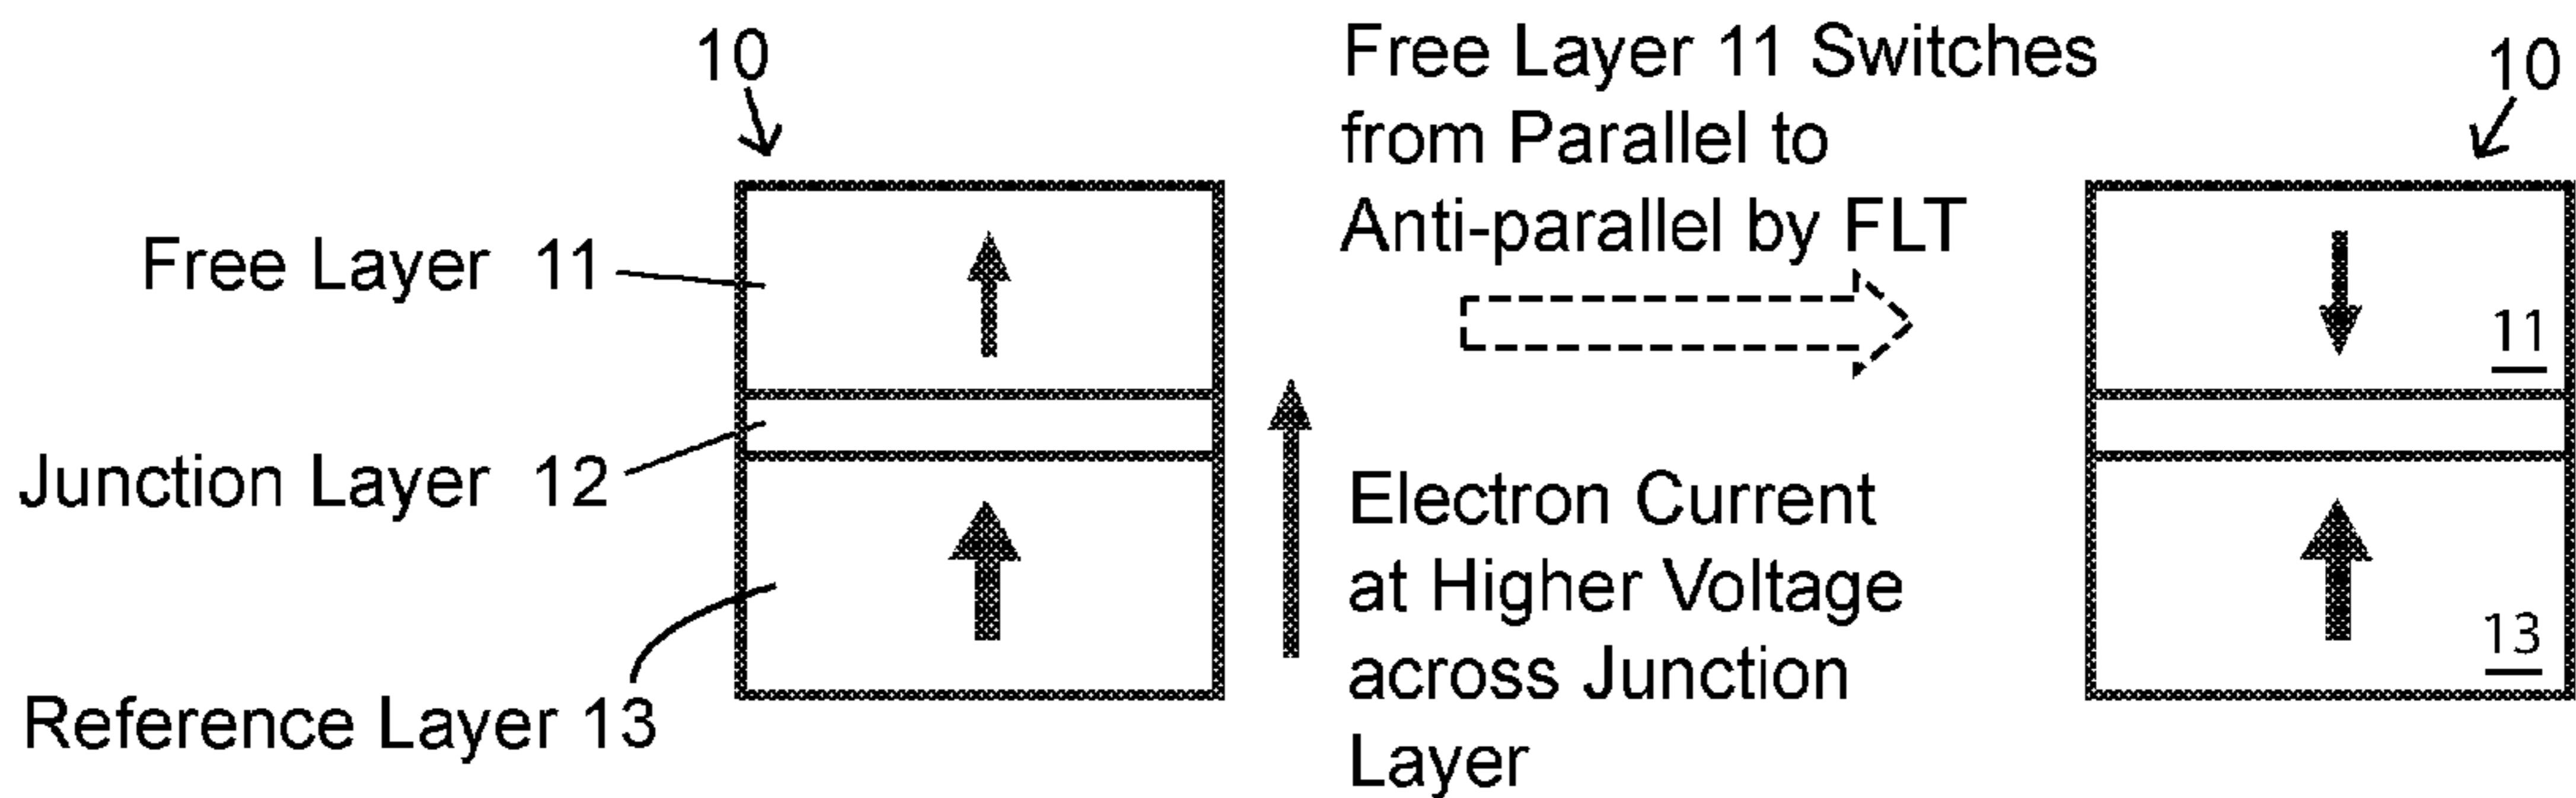 10
Free Layer 11
Junction Layer 12
Reference Layer 13
Free Layer 11 Switches
from Parallel to
Anti-parallel by FLT
Electron Current
at Higher Voltage
across Junction
Layer
10
11
13